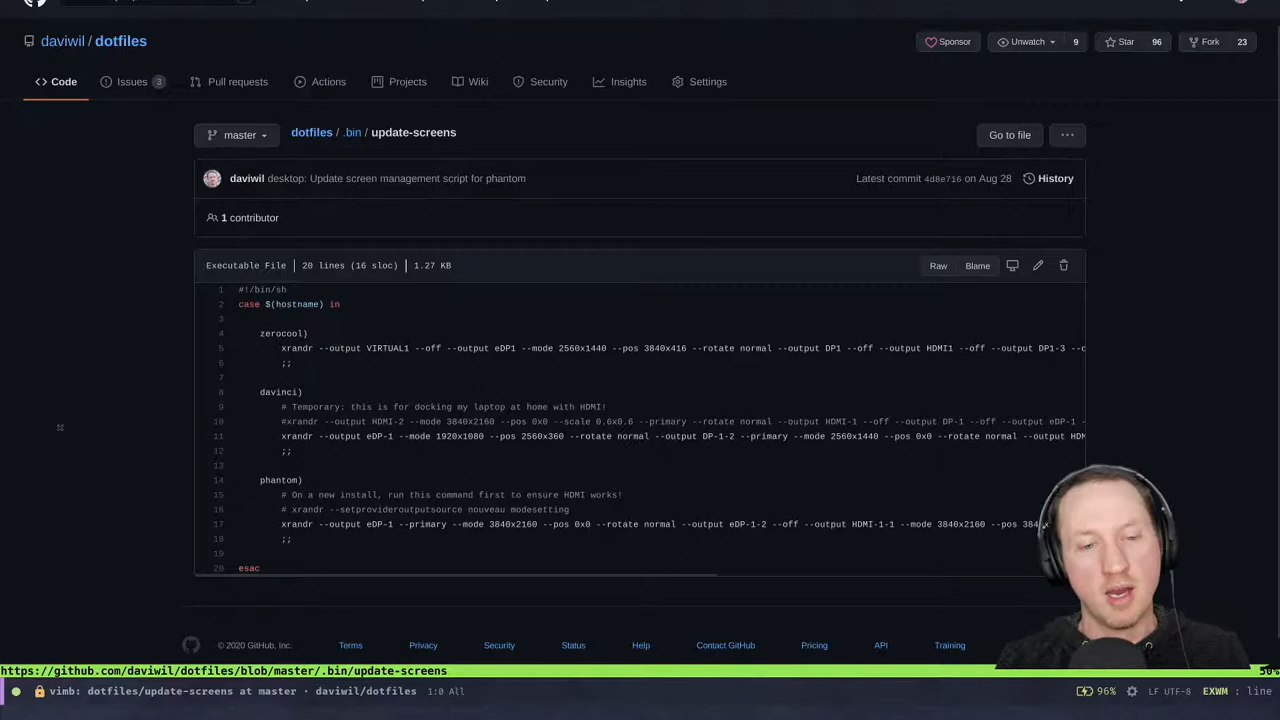 daviwil / dotfiles
Sponsor
Unwatch 9
Star 96
Fork 23
Code
Issues 3
Pull requests
Actions
Projects
Wiki
Security
Insights
Settings
master
dotfiles / .bin / update-screens
Go to file
...
daviwil desktop: Update screen management script for phantom
Latest commit 4d8e716 on Aug 28
History
1 contributor
Executable File | 20 lines (16 sloc) | 1.27 KB
Raw
Blame
1 #!/bin/sh
2 case $(hostname) in
3
4 zerocool)
5 xrandr --output VIRTUAL1 --off --output eDP1 --mode 2560x1440 --pos 3840x416 --rotate normal --output DP1 --off --output HDMI1 --off --output DP1-3 --
6 ;;
7
8 davinci)
9 # Temporary: this is for docking my laptop at home with HDMI!
10 #xrandr --output HDMI-2 --mode 3840x2160 --pos 0x0 --scale 0.6x0.6 --primary --rotate normal --output HDMI-1 --off --output DP-1 --off --output eDP-1 -
11 xrandr --output eDP-1 --mode 1920x1080 --pos 2560x360 --rotate normal --output DP-1-2 --primary --mode 2560x1440 --pos 0x0 --rotate normal --output HDM
12 ;;
13
14 phantom)
15 # On a new install, run this command first to ensure HDMI works!
16 # xrandr --setprovideroutputsource nouveau modesetting
17 xrandr --output eDP-1 --primary --mode 3840x2160 --pos 0x0 --rotate normal --output eDP-1-2 --off --output HDMI-1-1 --mode 3840x2160 --pos 384
18 ;;
19
20 esac
© 2020 GitHub, Inc.
Terms
Privacy
Security
Status
Help
Contact GitHub
Pricing
API
Training
https://github.com/daviwil/dotfiles/blob/master/.bin/update-screens
50%
vimb: dotfiles/update-screens at master · daviwil/dotfiles 1:0 All
96%
LF UTF-8 EXWM : line